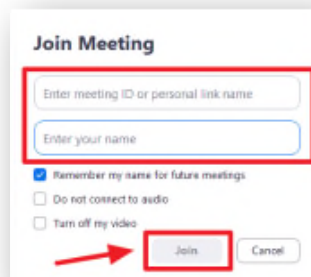 Join Meeting
Enter meeting ID or personal link name
Enter your name
Remember my name for future meetings
Do not connect to audio
Turn off my video
Join
Cancel